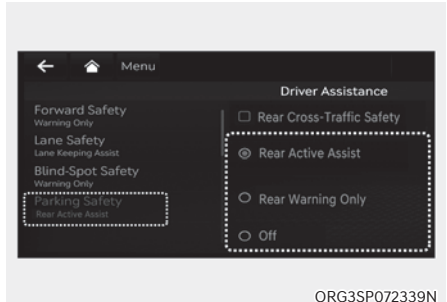 Menu
Driver Assistance
Forward Safety
Warning Only
Lane Safety
Lane Keeping Assist
Blind-Spot Safety
Warning Only
Parking Safety
Rear Active Assist
Rear Cross-Traffic Safety
Rear Active Assist
Rear Warning Only
Off
ORG3SP072339N